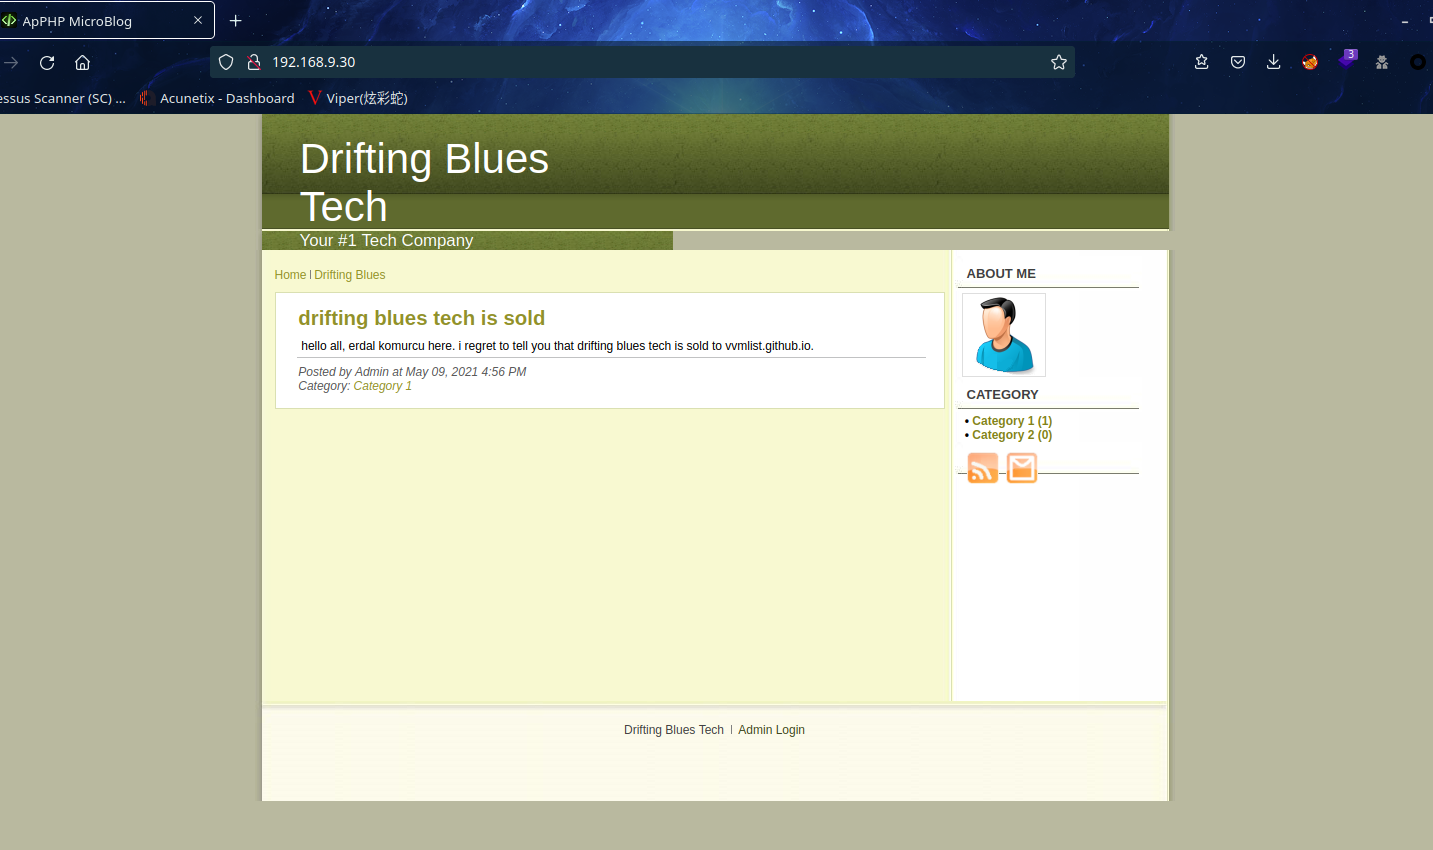 ApPHP MicroBlog
192.168.9.30
3
essus Scanner (SC) ... Acunetix - Dashboard V Viper(炫彩蛇)
Drifting Blues
Tech
Your #1 Tech Company
Home Drifting Blues
drifting blues tech is sold
hello all, erdal komurcu here. i regret to tell you that drifting blues tech is sold to vvmlist.github.io.
Posted by Admin at May 09, 2021 4:56 PM
Category: Category 1
ABOUT ME
CATEGORY
• Category 1 (1)
• Category 2 (0)
Drifting Blues Tech Admin Login